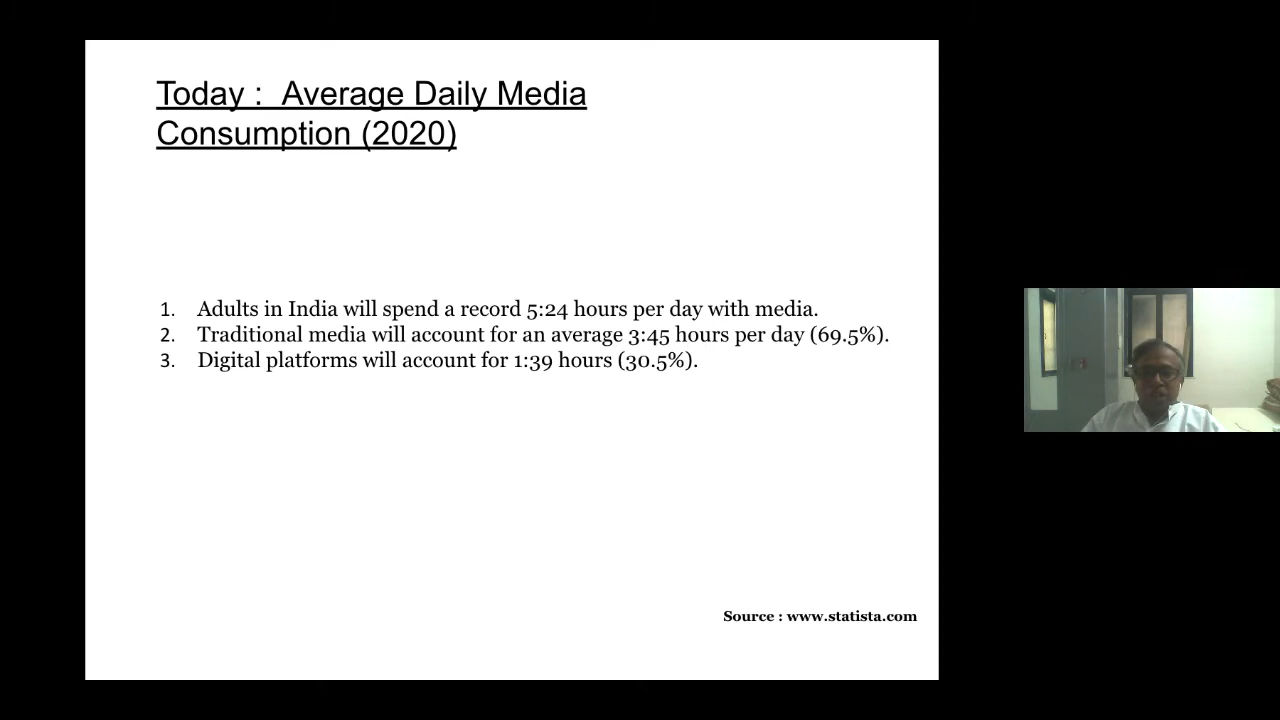 Today :  Average Daily Media
Consumption (2020)
1. Adults in India will spend a record 5:24 hours per day with media.
2. Traditional media will account for an average 3:45 hours per day (69.5%).
3. Digital platforms will account for 1:39 hours (30.5%).
Source : www.statista.com